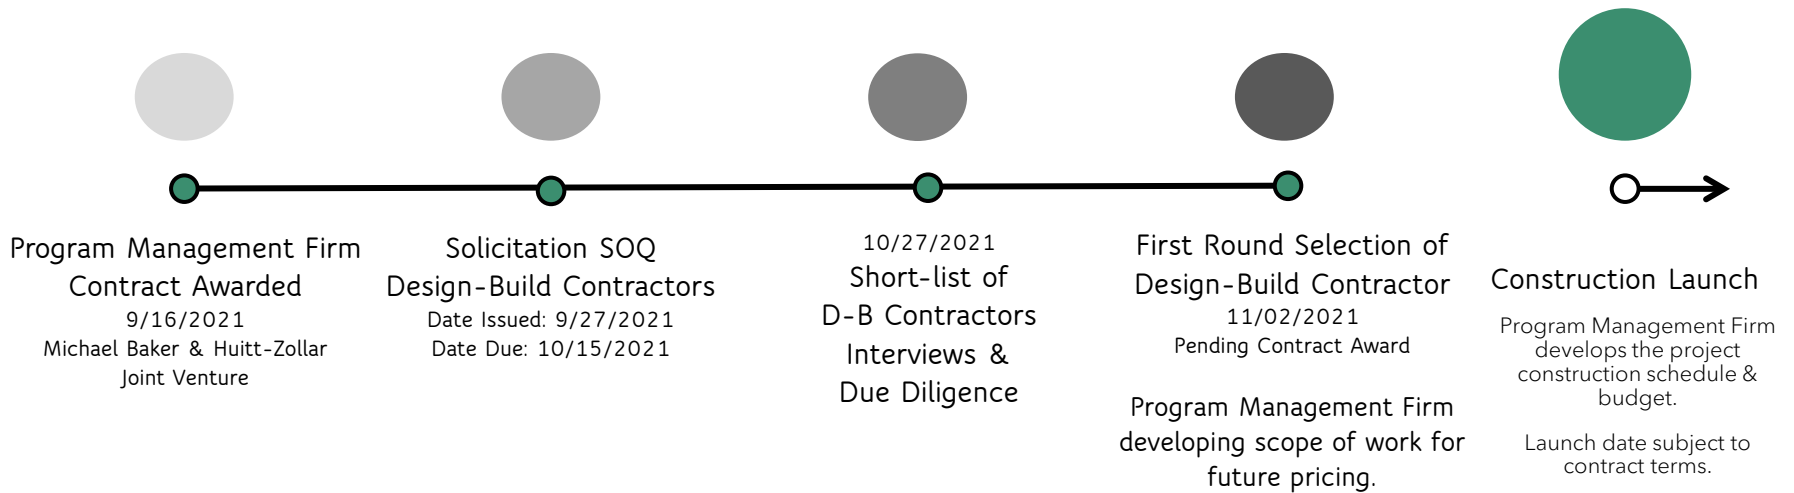 Program Management Firm
Contract Awarded
9/16/2021
Michael Baker & Huitt-Zollar
Joint Venture
Solicitation SOQ
Design-Build Contractors
Date Issued: 9/27/2021
Date Due: 10/15/2021
10/27/2021
Short-list of
D-B Contractors
Interviews &
Due Diligence
First Round Selection of
Design-Build Contractor
11/02/2021
Pending Contract Award
Program Management Firm
developing scope of work for
future pricing.
Construction Launch
Program Management Firm
develops the project
construction schedule &
budget.
Launch date subject to
contract terms.